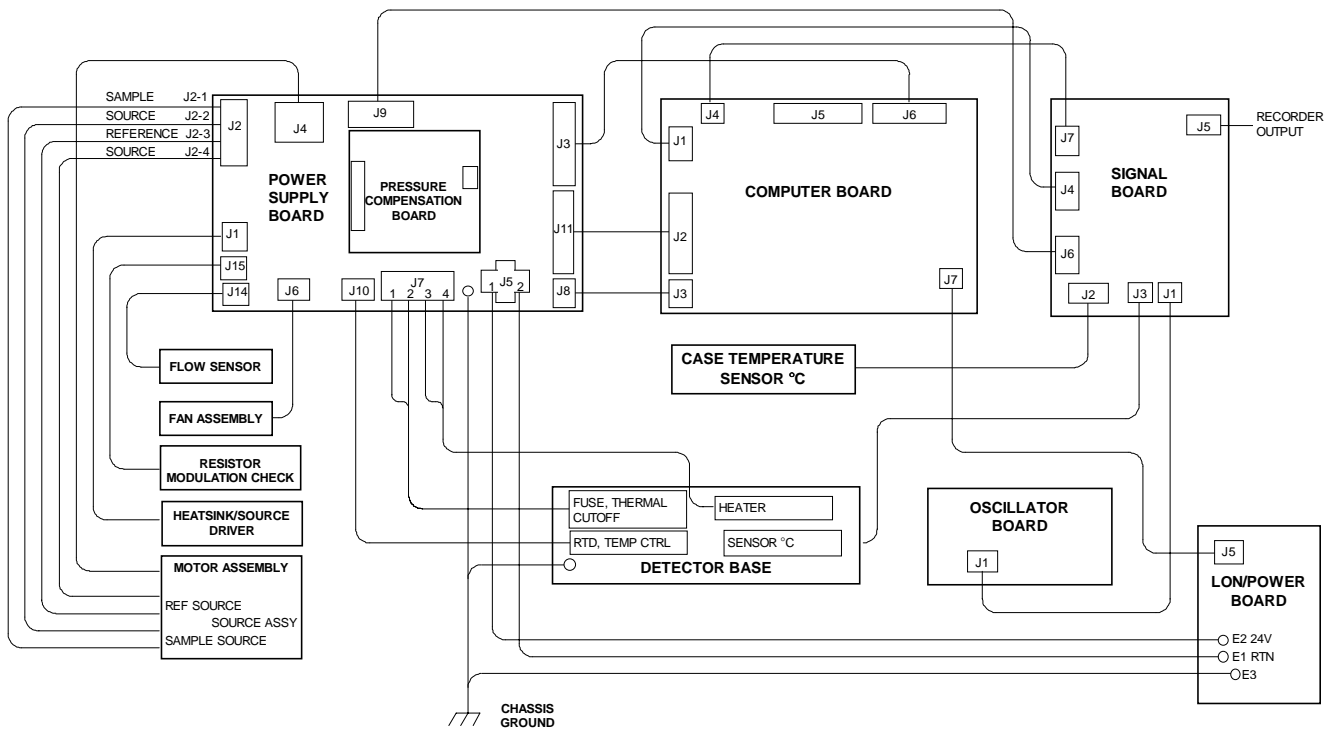 SAMPLE J2-1
SOURCE J2-2
REFERENCE J2-3
SOURCE J2-4
J2
J4
J9
J3
POWER
SUPPLY
BOARD
PRESSURE
COMPENSATION
BOARD
J11
J1
J15
J14
J6
J10
J7
1 2 3 4
J5
1 2
J8
J4
J5
J6
J1
COMPUTER BOARD
J2
J3
J7
J5
RECORDER
OUTPUT
J7
SIGNAL
BOARD
J4
J6
J2
J3
J1
FLOW SENSOR
FAN ASSEMBLY
RESISTOR
MODULATION CHECK
HEATSINK/SOURCE
DRIVER
MOTOR ASSEMBLY
REF SOURCE
SOURCE ASSY
SAMPLE SOURCE
CASE TEMPERATURE
SENSOR °C
FUSE, THERMAL
CUTOFF
HEATER
RTD, TEMP CTRL
SENSOR °C
DETECTOR BASE
OSCILLATOR
BOARD
J1
J5
LON/POWER
BOARD
E2 24V
E1 RTN
E3
CHASSIS
GROUND